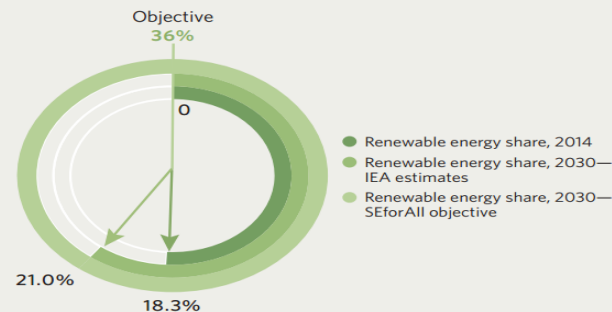 Objective
36%
0
Renewable energy share, 2014
Renewable energy share, 2030—
IEA estimates
Renewable energy share, 2030—
SEforAll objective
21.0%
18.3%